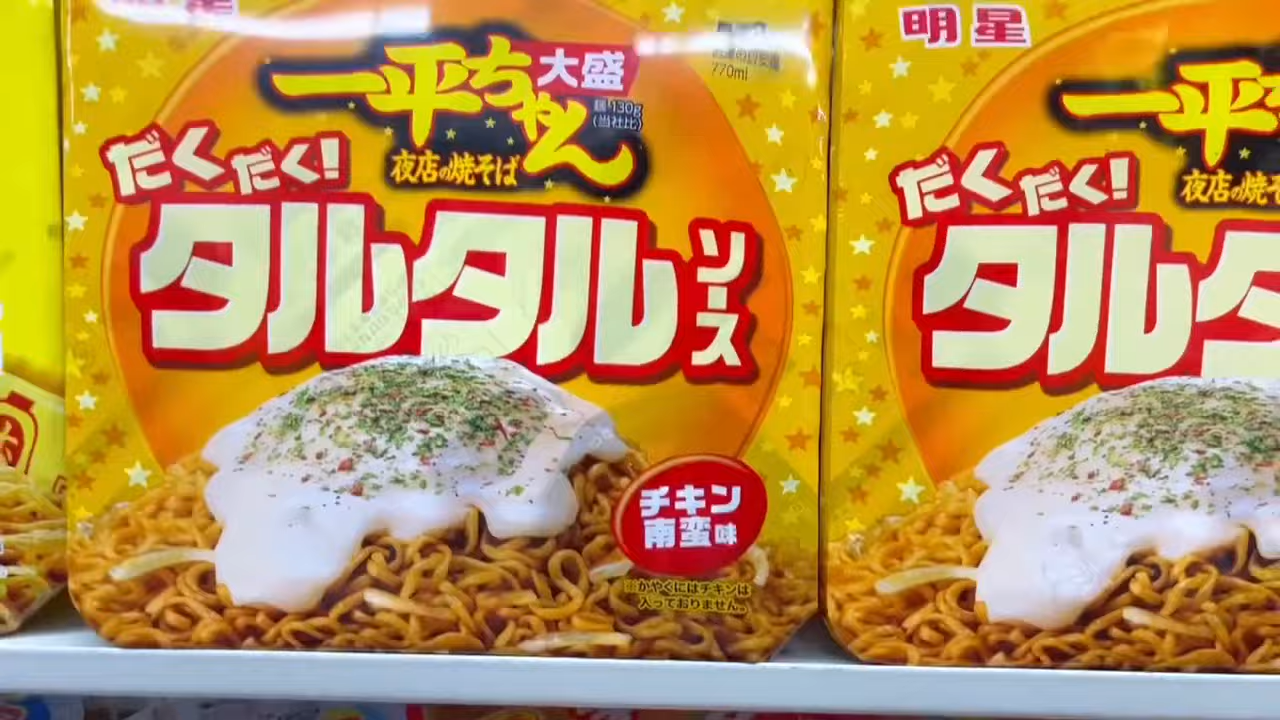 明星
一平ちゃん
大盛
麺130g
(当社比)
770ml
夜店の焼そば
だくだく!
タルタル
ソース
チキン
南蛮味
※かやくにはチキンは
入っておりません。
明星
一平
夜店の焼
だくだく!
タルタ